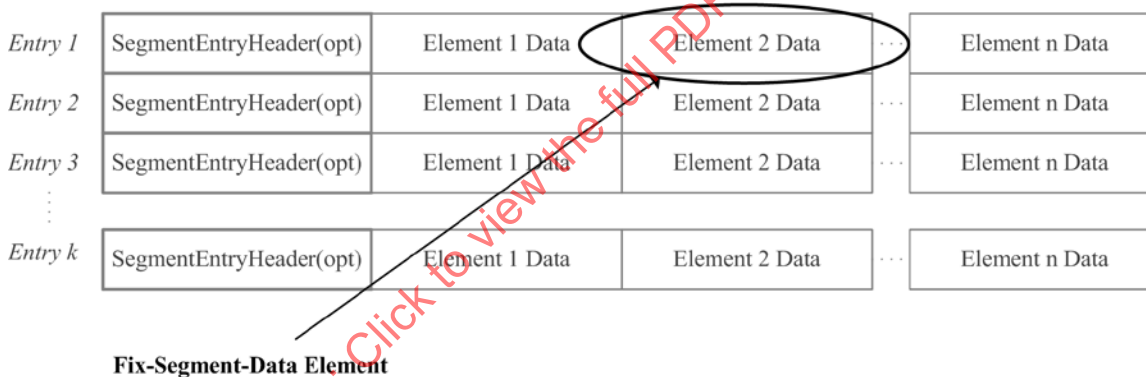 Entry 1 SegmentEntryHeader(opt) Element 1 Data Element 2 Data ... Element n Data
Entry 2 SegmentEntryHeader(opt) Element 1 Data Element 2 Data ... Element n Data
Entry 3 SegmentEntryHeader(opt) Element 1 Data Element 2 Data ... Element n Data
Entry k SegmentEntryHeader(opt) Element 1 Data Element 2 Data ... Element n Data
Fix-Segment-Data Element
Click to view the full PDF